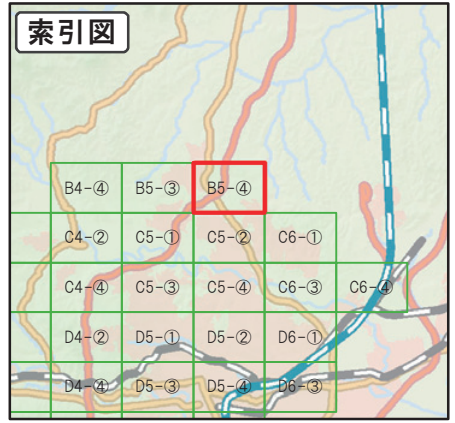 索引図
B4-④ B5-③ B5-④
C4-② C5-① C5-② C6-①
C4-④ C5-③ C5-④ C6-③ C6-④
D4-② D5-① D5-② D6-①
D4-④ D5-③ D5-④ D6-③